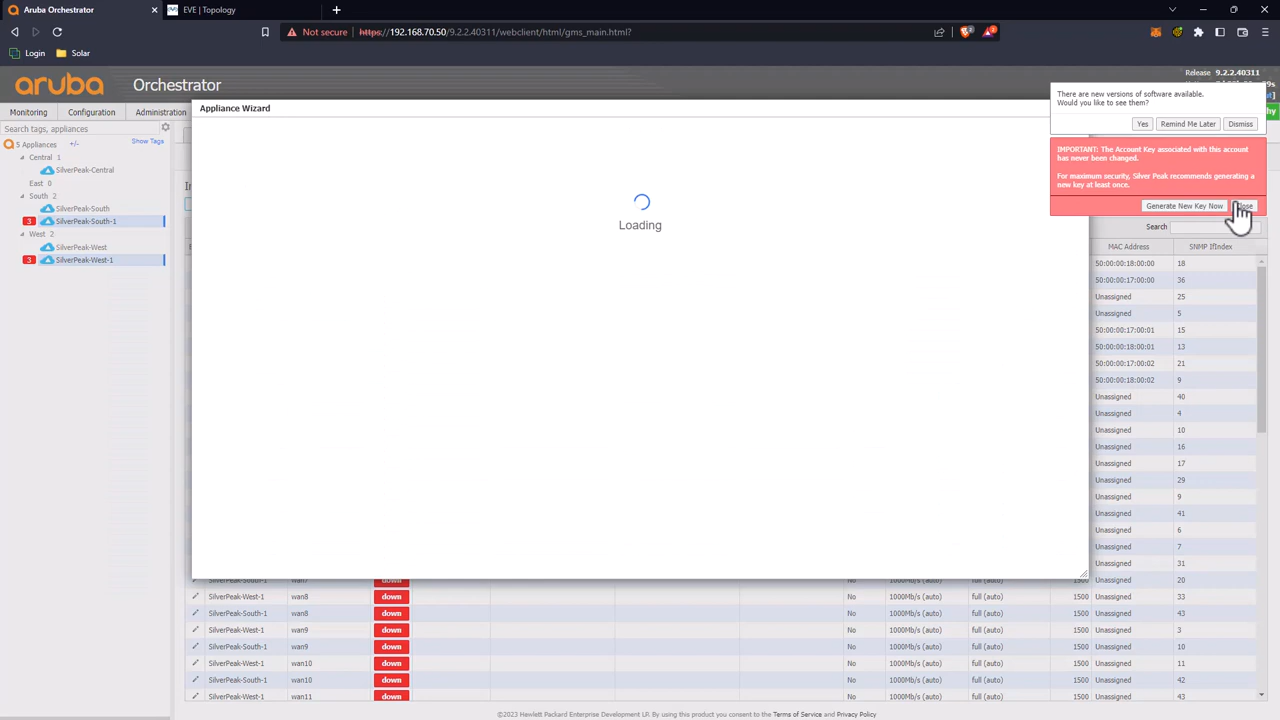 Aruba Orchestrator
EVE | Topology
Not secure
https://192.168.70.50/9.2.2.40311/webclient/html/gms_main.html?
Login
Solar
aruba
Orchestrator
Release 9.2.2.40311
Monitoring
Configuration
Administration
Search tags, appliances
5 Appliances
+/-
Show Tags
Central 1
SilverPeak-Central
East 0
South 2
SilverPeak-South
3 SilverPeak-South-1
West 2
SilverPeak-West
3 SilverPeak-West-1
Appliance Wizard
Loading
There are new versions of software available.
Would you like to see them?
Yes
Remind Me Later
Dismiss
IMPORTANT: The Account Key associated with this account
has never been changed.
For maximum security, Silver Peak recommends generating a
new key at least once.
Generate New Key Now
Close
Search
MAC Address SNMP IfIndex
50:00:00:18:00:00 18
50:00:00:17:00:00 36
Unassigned 25
Unassigned 5
50:00:00:17:00:01 15
50:00:00:18:00:01 13
50:00:00:17:00:02 21
50:00:00:18:00:02 9
Unassigned 40
Unassigned 4
Unassigned 10
Unassigned 16
Unassigned 17
Unassigned 29
Unassigned 9
Unassigned 41
Unassigned 6
Unassigned 7
Unassigned 31
SilverPeak-South-1 wan7 down No 1000Mb/s (auto) full (auto) 1500 Unassigned 20
SilverPeak-West-1 wan8 down No 1000Mb/s (auto) full (auto) 1500 Unassigned 33
SilverPeak-South-1 wan8 down No 1000Mb/s (auto) full (auto) 1500 Unassigned 43
SilverPeak-West-1 wan9 down No 1000Mb/s (auto) full (auto) 1500 Unassigned 3
SilverPeak-South-1 wan9 down No 1000Mb/s (auto) full (auto) 1500 Unassigned 10
SilverPeak-West-1 wan10 down No 1000Mb/s (auto) full (auto) 1500 Unassigned 11
SilverPeak-South-1 wan10 down No 1000Mb/s (auto) full (auto) 1500 Unassigned 42
SilverPeak-West-1 wan11 down No 1000Mb/s (auto) full (auto) 1500 Unassigned 43
©2023 Hewlett Packard Enterprise Development LP. By using this product you consent to the Terms of Service and Privacy Policy